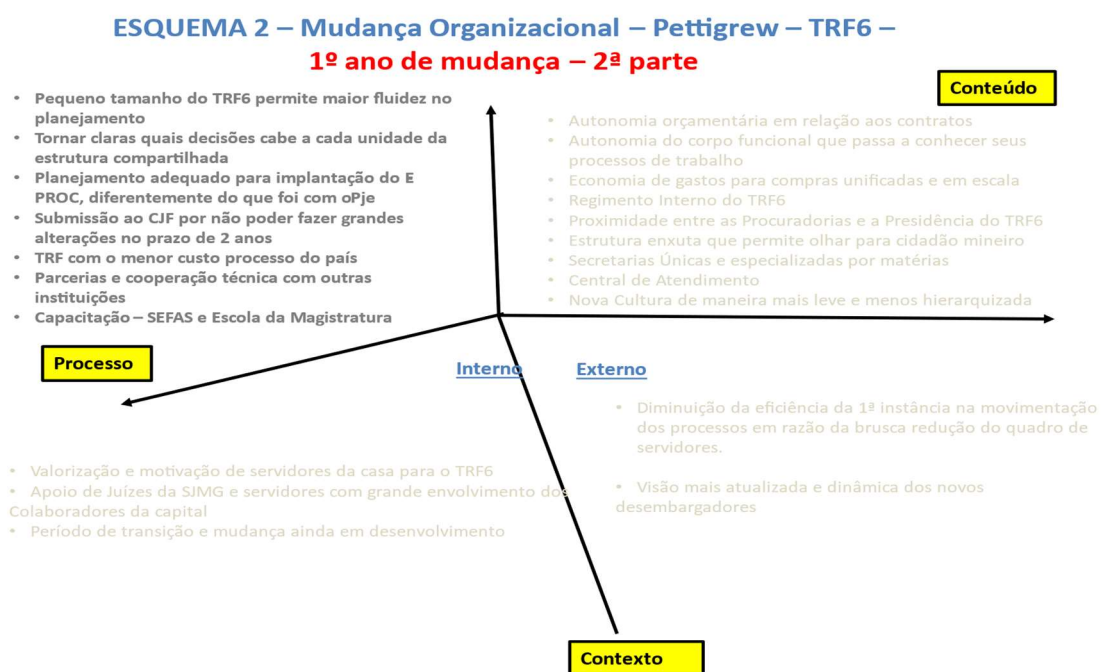 ESQUEMA 2 – Mudança Organizacional – Pettigrew – TRF6 –
1º ano de mudança – 2ª parte
• Pequeno tamanho do TRF6 permite maior fluidez no
planejamento
• Tornar claras quais decisões cabe a cada unidade da
estrutura compartilhada
• Planejamento adequado para implantação do E
PROC, diferentemente do que foi com oPje
• Submissão ao CJF por não poder fazer grandes
alterações no prazo de 2 anos
• TRF com o menor custo processo do país
• Parcerias e cooperação técnica com outras
instituições
• Capacitação – SEFAS e Escola da Magistratura
Conteúdo
• Autonomia orçamentária em relação aos contratos
• Autonomia do corpo funcional que passa a conhecer seus
processos de trabalho
• Economia de gastos para compras unificadas e em escala
• Regimento Interno do TRF6
• Proximidade entre as Procuradorias e a Presidência do TRF6
• Estrutura enxuta que permite olhar para cidadão mineiro
• Secretarias Únicas e especializadas por matérias
• Central de Atendimento
• Nova Cultura de maneira mais leve e menos hierarquizada
Processo
Interno
Externo
• Valorização e motivação de servidores da casa para o TRF6
• Apoio de Juízes da SJMG e servidores com grande envolvimento dos
Colaboradores da capital
• Período de transição e mudança ainda em desenvolvimento
• Diminuição da eficiência da 1ª instância na movimentação
dos processos em razão da brusca redução do quadro de
servidores.
• Visão mais atualizada e dinâmica dos novos
desembargadores
Contexto